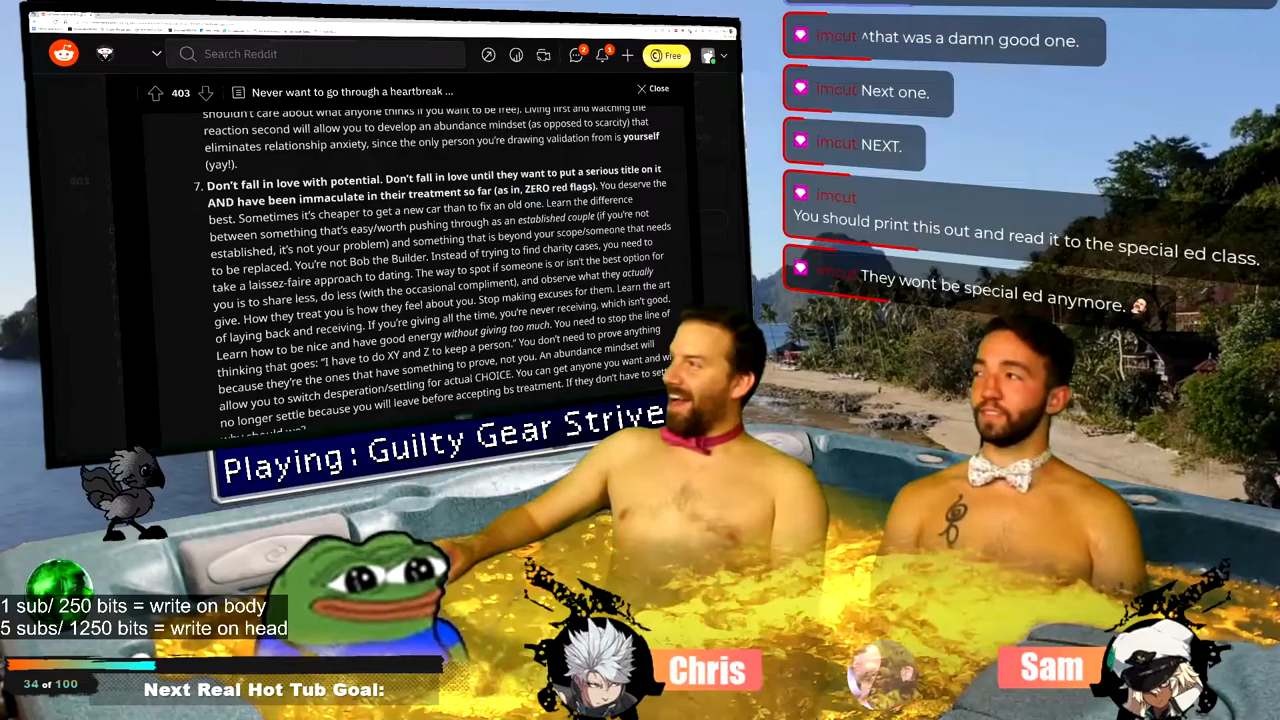 Search Reddit
2
1
Free
403
Never want to go through a heartbreak ...
Close
shouldn't care about what anyone thinks if you want to be free). Living first and watching the
reaction second will allow you to develop an abundance mindset (as opposed to scarcity) that
eliminates relationship anxiety, since the only person you're drawing validation from is yourself
(yay!).
7. Don't fall in love with potential. Don't fall in love until they want to put a serious title on it
AND have been immaculate in their treatment so far (as in, ZERO red flags). You deserve the
best. Sometimes it's cheaper to get a new car than to fix an old one. Learn the difference
between something that's easy/worth pushing through as an established couple (if you're not
established, it's not your problem) and something that is beyond your scope/someone that needs
to be replaced. You're not Bob the Builder. Instead of trying to find charity cases, you need to
take a laissez-faire approach to dating. The way to spot if someone is or isn't the best option for
you is to share less, do less (with the occasional compliment), and observe what they actually
give. How they treat you is how they feel about you. Stop making excuses for them. Learn the art
of laying back and receiving. If you're giving all the time, you're never receiving, which isn't good.
Learn how to be nice and have good energy without giving too much. You need to stop the line of
thinking that goes: "I have to do XY and Z to keep a person." You don't need to prove anything
because they're the ones that have something to prove, not you. An abundance mindset will
allow you to switch desperation/settling for actual CHOICE. You can get anyone you want and
no longer settle because you will leave before accepting bs treatment. If they don't have to
why should we?
Playing: Guilty Gear Strive
imcut ^that was a damn good one.
imcut Next one.
imcut NEXT.
imcut
You should print this out and read it to the special ed class.
imcut They wont be special ed anymore.
1 sub/ 250 bits = write on body
5 subs/ 1250 bits = write on head
34 of 100
Next Real Hot Tub Goal:
Chris
Sam